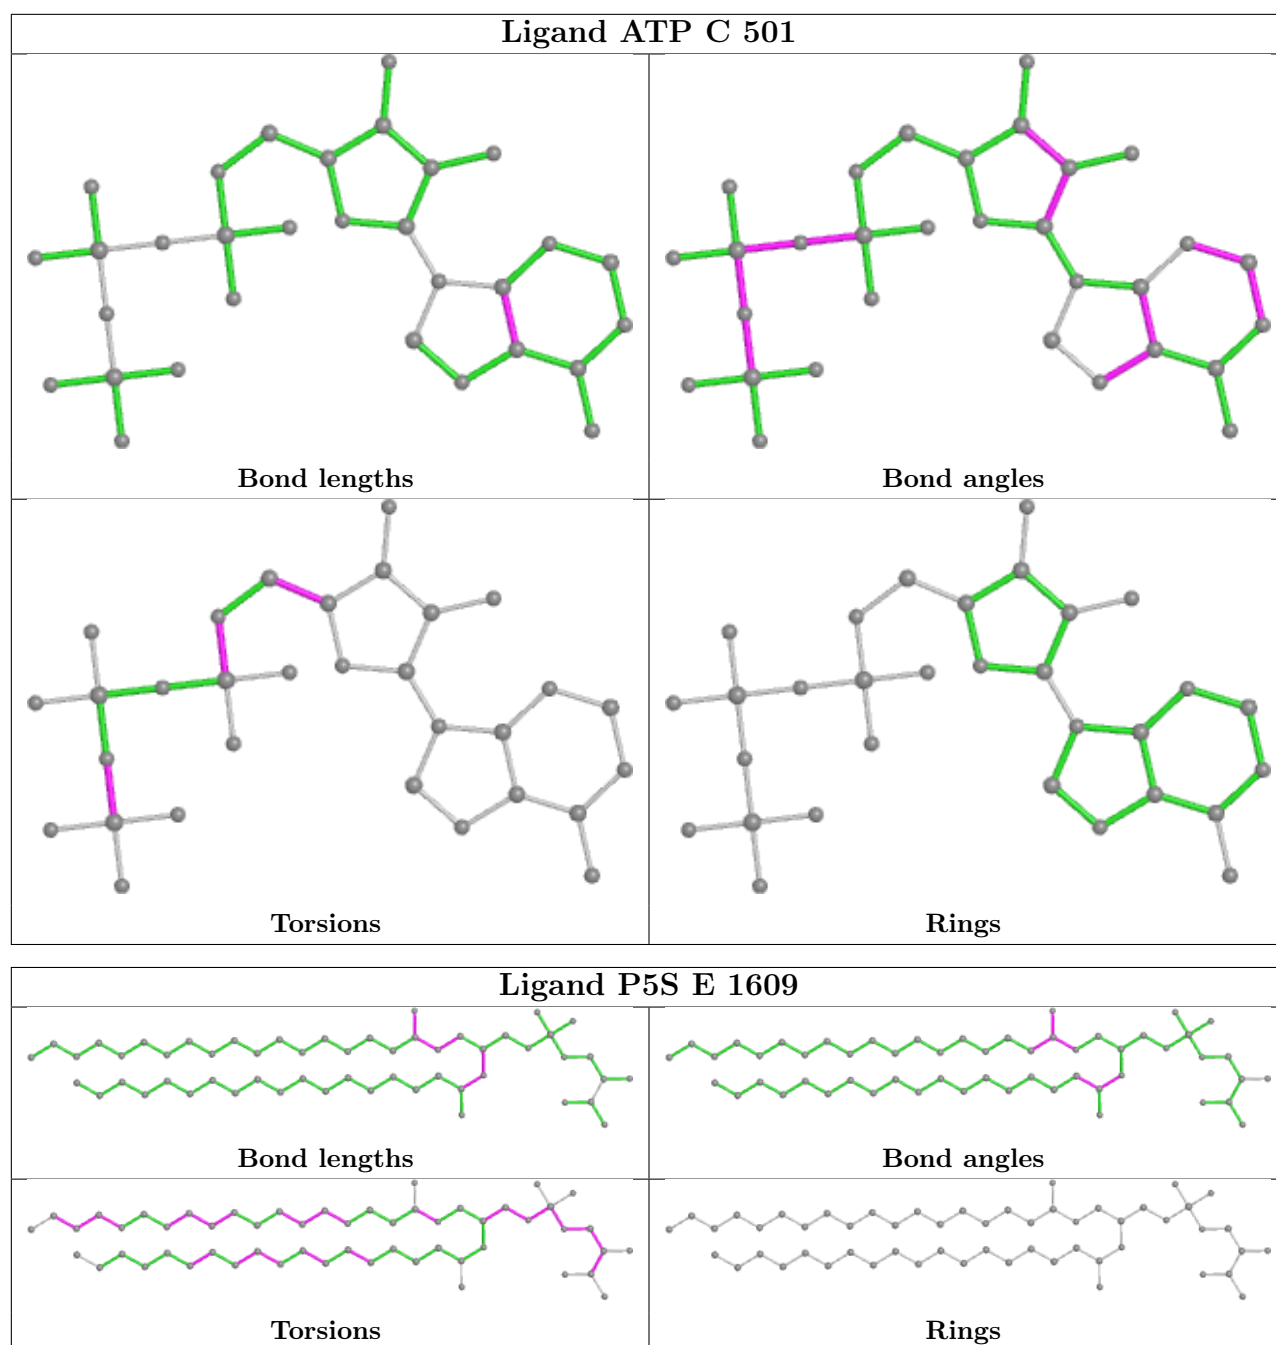 Ligand ATP C 501
Bond lengths
Bond angles
Torsions
Rings
Ligand P5S E 1609
Bond lengths
Bond angles
Torsions
Rings